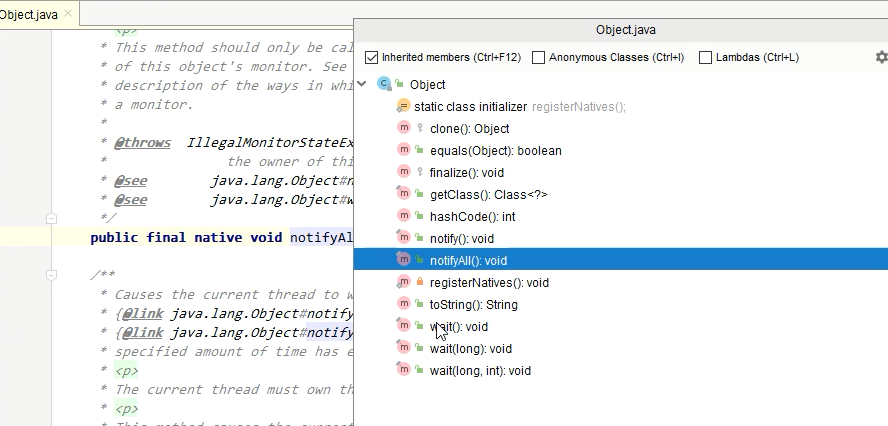 Object.java
Object.java
<p>
* This method should only be cal
* of this object's monitor. See
* description of the ways in whi
* a monitor.
*
* @throws IllegalMonitorStateEx
* the owner of this
* @see java.lang.Object#n
* @see java.lang.Object#w
*/
public final native void notifyAl
/**
* Causes the current thread to w
* {@link java.lang.Object#notify
* {@link java.lang.Object#notify
* specified amount of time has e
* <p>
* The current thread must own th
* <p>
* This method causes the current
Inherited members (Ctrl+F12) Anonymous Classes (Ctrl+I) Lambdas (Ctrl+L)
Object
static class initializer registerNatives();
clone(): Object
equals(Object): boolean
finalize(): void
getClass(): Class<?>
hashCode(): int
notify(): void
notifyAll(): void
registerNatives(): void
toString(): String
wait(): void
wait(long): void
wait(long, int): void